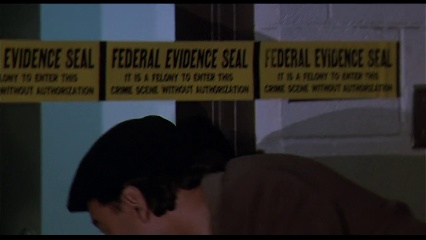 EVIDENCE SEAL FEDERAL EVIDENCE SEAL FEDERAL EVIDENCE SEAL
ELONY TO ENTER THIS IT IS A FELONY TO ENTER THIS IT IS A FELONY TO ENTER THIS
WITHOUT AUTHORIZATION CRIME SCENE WITHOUT AUTHORIZATION CRIME SCENE WITHOUT AUTHORIZATION